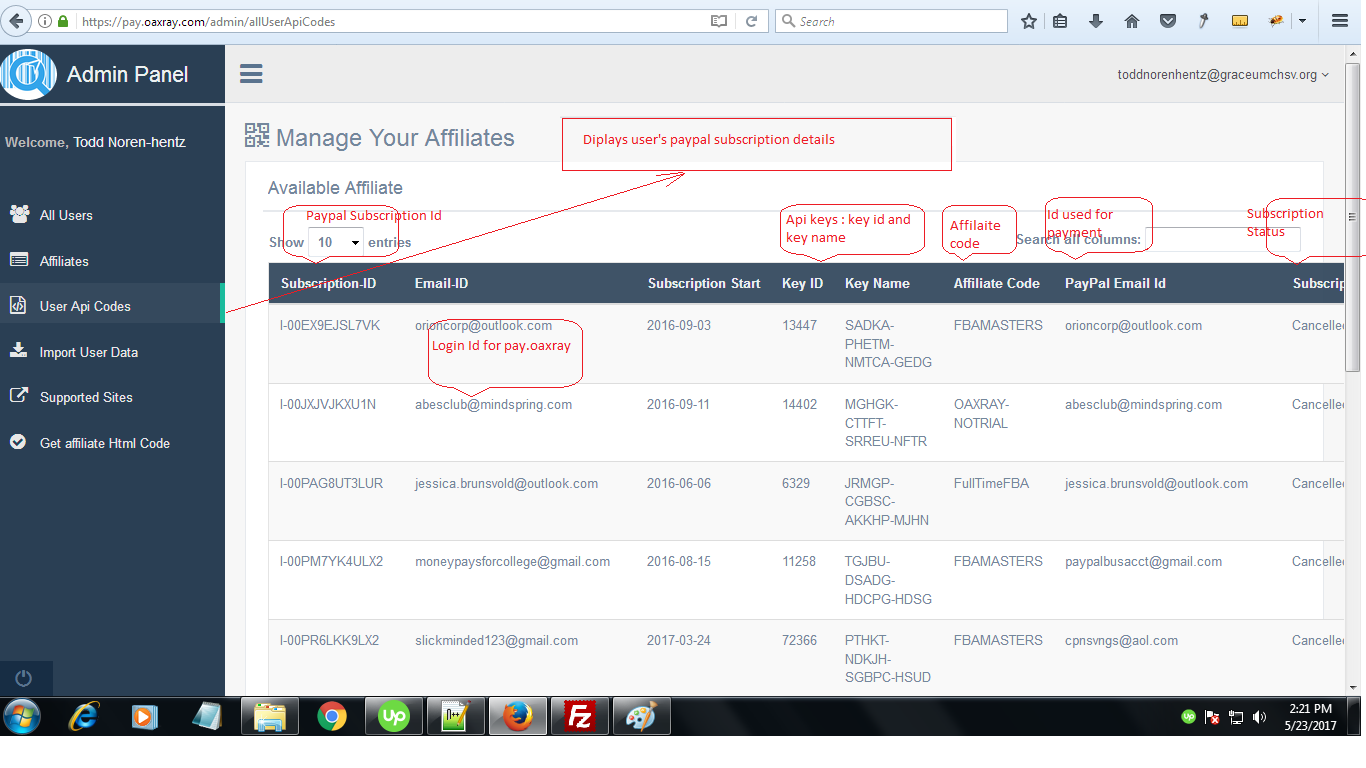 https://pay.oaxray.com/admin/allUserApiCodes
Search
Admin Panel
toddnorenhentz@graceumchsv.org
Welcome, Todd Noren-hentz
All Users
Affiliates
User Api Codes
Import User Data
Supported Sites
Get affiliate Html Code
Manage Your Affiliates
Diplays user's paypal subscription details
Available Affiliate
Paypal Subscription Id
Api keys : key id and
key name
Affilaite
code
Id used for
payment
Subscription
Status
Show 10 entries
Search all columns:
Subscription-ID Email-ID Subscription Start Key ID Key Name Affiliate Code PayPal Email Id Subscrip
I-00EX9EJSL7VK orioncorp@outlook.com 2016-09-03 13447 SADKA- FBAMASTERS orioncorp@outlook.com Cancelled
PHETM-
NMTCA-GEDG
Login Id for pay.oaxray
I-00JXJVJKXU1N abesclub@mindspring.com 2016-09-11 14402 MGHGK- OAXRAY- abesclub@mindspring.com Cancelled
CTTFT- NOTRIAL
SRREU-NFTR
I-00PAG8UT3LUR jessica.brunsvold@outlook.com 2016-06-06 6329 JRMGP- FullTimeFBA jessica.brunsvold@outlook.com Cancelled
CGBSC-
AKKHP-MJHN
I-00PM7YK4ULX2 moneypaysforcollege@gmail.com 2016-08-15 11258 TGJBU- FBAMASTERS paypalbusacct@gmail.com Cancelled
DSADG-
HDCPG-HDSG
I-00PR6LKK9LX2 slickminded123@gmail.com 2017-03-24 72366 PTHKT- FBAMASTERS cpnsvngs@aol.com Cancelled
NDKJH-
SGBPC-HSUD
2:21 PM
5/23/2017